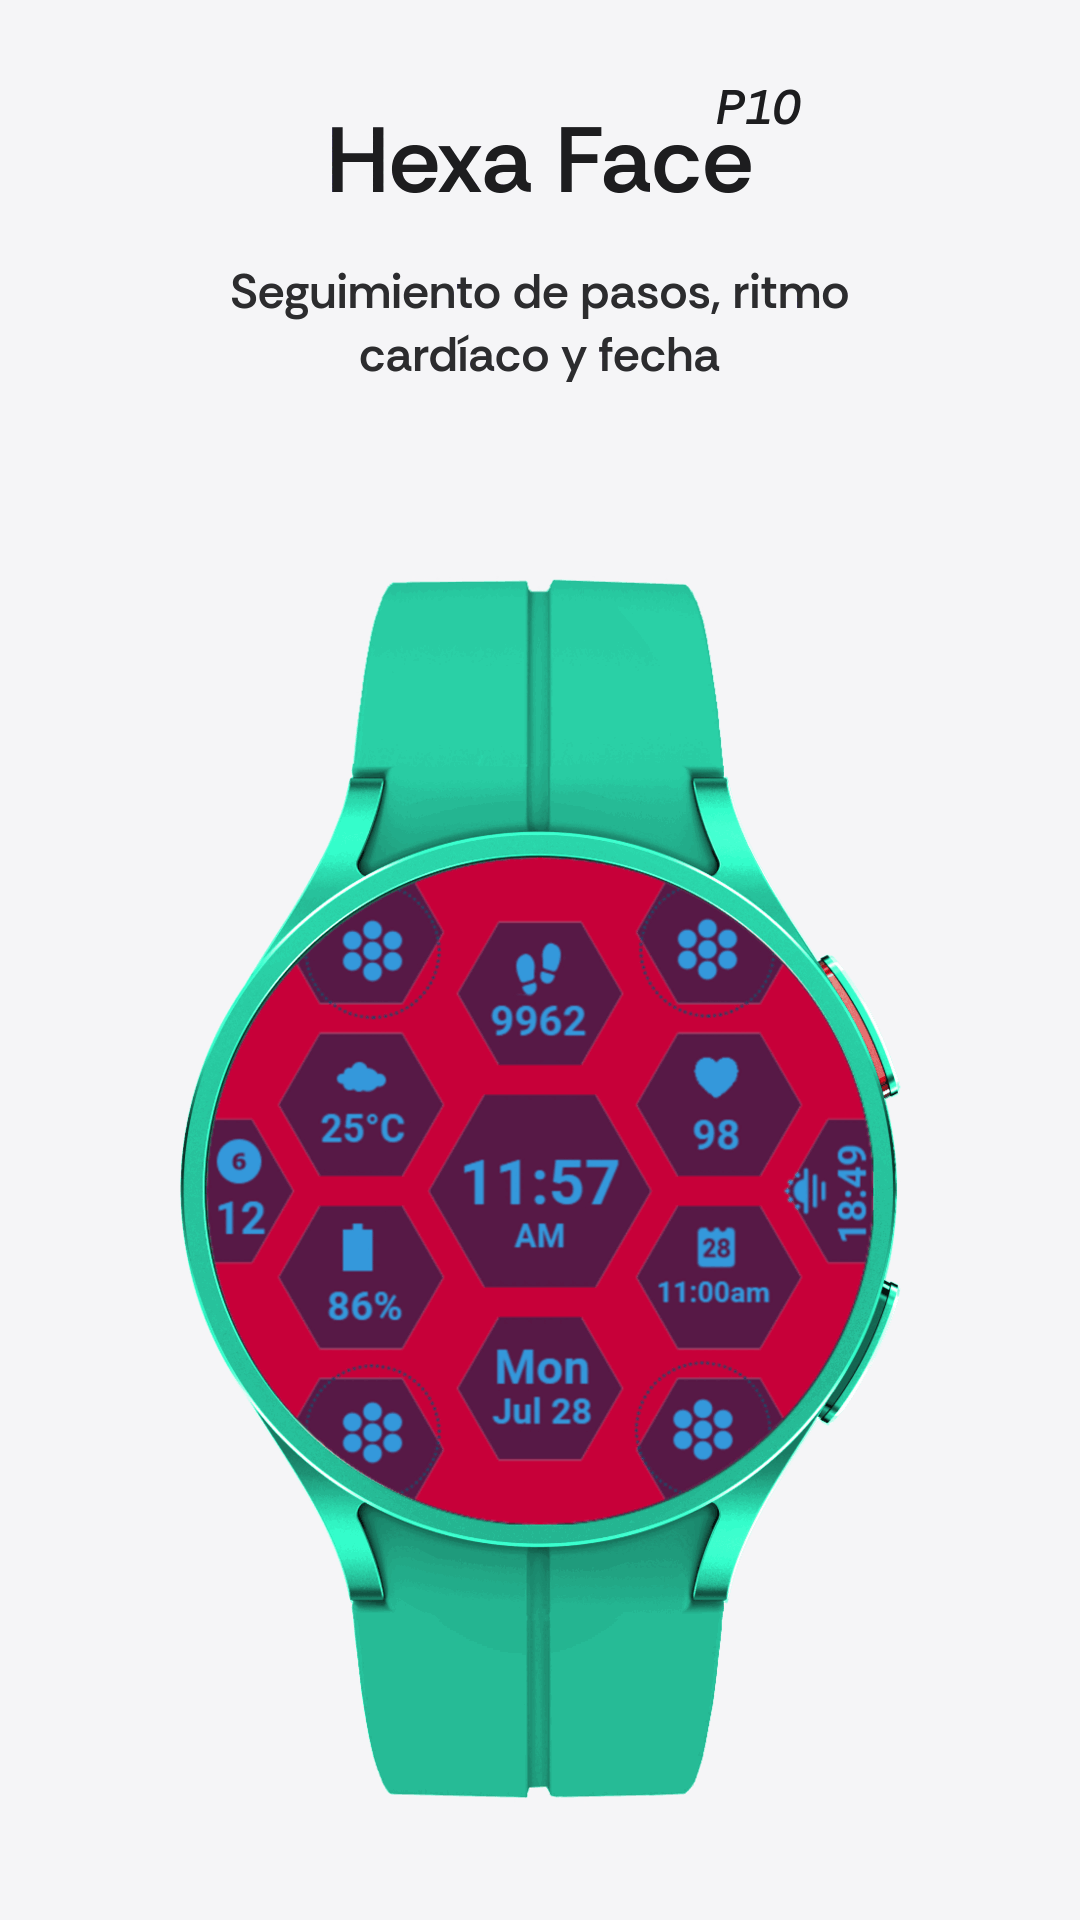 P10
Hexa Face
Seguimiento de pasos, ritmo
cardíaco y fecha
9962
25°C
98
6
12
11:57
AM
18:49
86%
28
11:00am
Mon
Jul 28